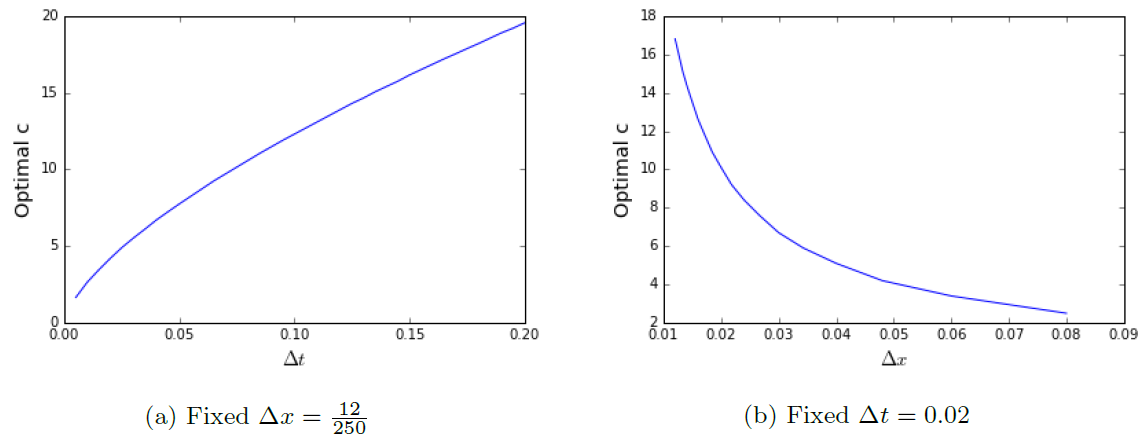 20
15
10
5
0
Optimal c
0.00 0.05 0.10 0.15 0.20
Δt
(a) Fixed Δx = 12/250
18
16
14
12
10
8
6
4
2
Optimal c
0.01 0.02 0.03 0.04 0.05 0.06 0.07 0.08 0.09
Δx
(b) Fixed Δt = 0.02